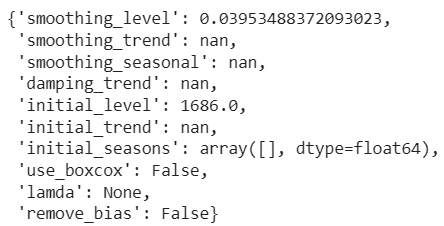 {'smoothing_level': 0.03953488372093023,
'smoothing_trend': nan,
'smoothing_seasonal': nan,
'damping_trend': nan,
'initial_level': 1686.0,
'initial_trend': nan,
'initial_seasons': array([], dtype=float64),
'use_boxcox': False,
'lamda': None,
'remove_bias': False}